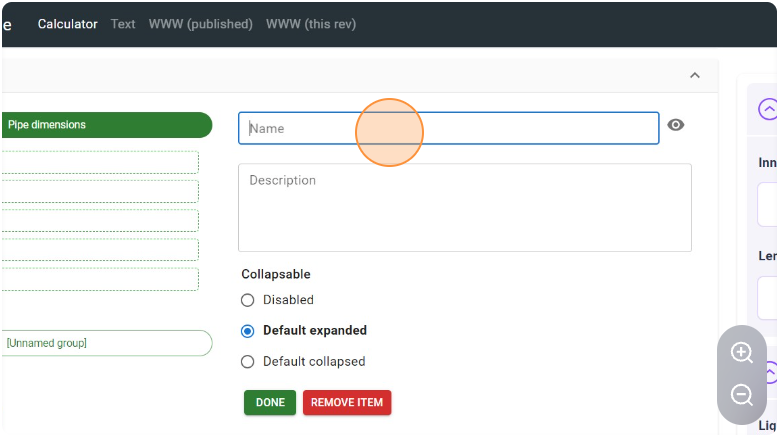 e Calculator Text WWW (published) WWW (this rev)
Pipe dimensions
Name
Description
Inn
Len
Collapsable
Disabled
Default expanded
[Unnamed group]
Default collapsed
DONE REMOVE ITEM
Liq